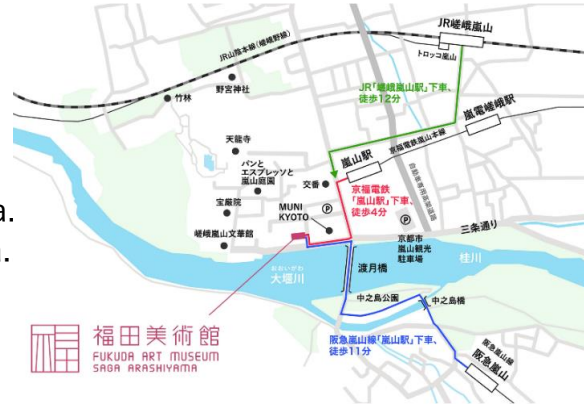 JR嵯峨嵐山
トロッコ嵐山
JR山陰本線(嵯峨野線)
野宮神社
竹林
JR「嵯峨嵐山駅」下車、
徒歩12分
嵐電嵯峨駅
天龍寺
嵐山駅
京福電鉄嵐山本線
パンと
エスプレッソと
嵐山庭園
交番
京福電鉄
「嵐山駅」下車、
徒歩4分
P
宝厳院
MUNI
KYOTO
P
三条通り
a.
嵯峨嵐山文華館
京都市
嵐山観光
駐車場
渡月橋
桂川
おおいがわ
大堰川
中之島公園
中之島橋
福田美術館
FUKUDA ART MUSEUM
SAGA ARASHIYAMA
阪急嵐山線「嵐山駅」下車、
徒歩11分
阪急嵐山線
阪急嵐山